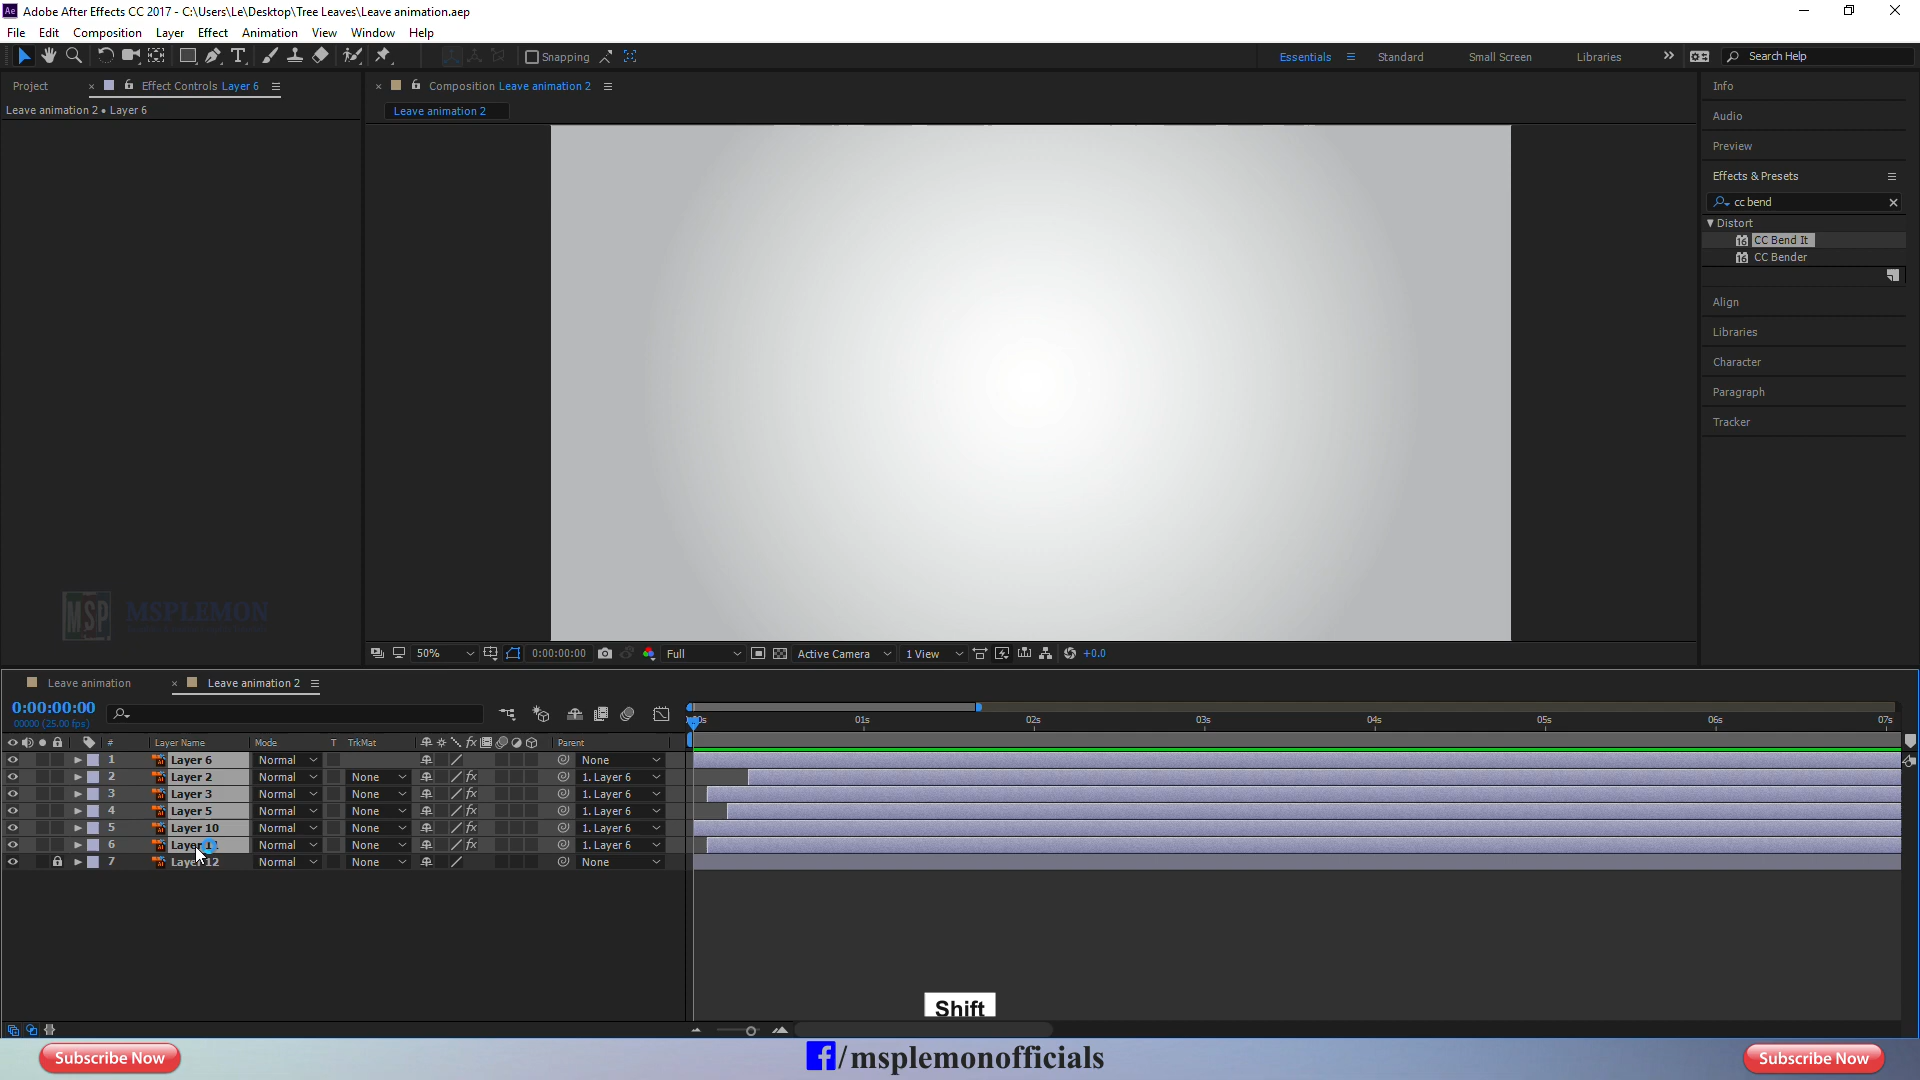 Adobe After Effects CC 2017 - C:\Users\Le\Desktop\Tree Leaves\Leave animation.aep
File Edit Composition Layer Effect Animation View Window Help
Snapping Essentials Standard Small Screen Libraries Search Help
Project Effect Controls Layer 6 Composition Leave animation 2 Info
Leave animation 2 • Layer 6 Leave animation 2
Audio
Preview
Effects & Presets
cc bend
Distort
CC Bend It
CC Bender
Align
Libraries
Character
Paragraph
Tracker
MSP MSPLEMON
50% 0:00:00:00 Full Active Camera 1 View +0.0
Leave animation Leave animation 2
0:00:00:00
00000 (25.00 fps)
01s 02s 03s 04s 05s 06s 07s
# Layer Name Mode T TrkMat Parent
1 Layer 6 Normal None
2 Layer 2 Normal None 1. Layer 6
3 Layer 3 Normal None 1. Layer 6
4 Layer 5 Normal None 1. Layer 6
5 Layer 10 Normal None 1. Layer 6
6 Normal None 1. Layer 6
7 Layer 12 Normal None None
Shift
Subscribe Now /msplemonofficials Subscribe Now